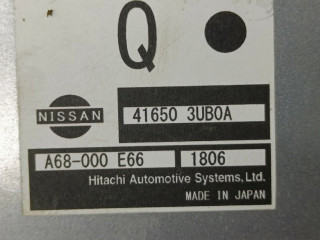 Q
NISSAN
41650 3UB0A
A68-000 E66 1806
Hitachi Automotive Systems, Ltd.
MADE IN JAPAN